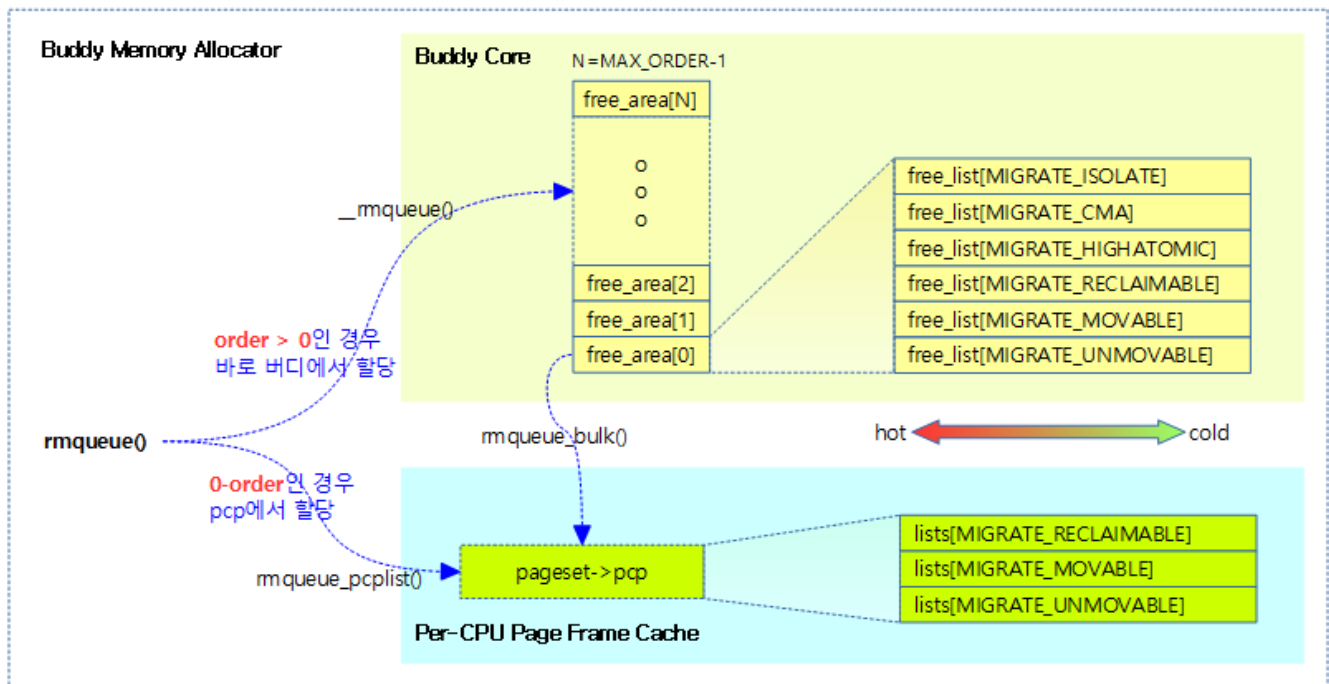 Buddy Memory Allocator
Buddy Core
N=MAX_ORDER-1
free_area[N]
o
o
o
free_area[2]
free_area[1]
free_area[0]
free_list[MIGRATE_ISOLATE]
free_list[MIGRATE_CMA]
free_list[MIGRATE_HIGHATOMIC]
free_list[MIGRATE_RECLAIMABLE]
free_list[MIGRATE_MOVABLE]
free_list[MIGRATE_UNMOVABLE]
__rmqueue()
order > 0인 경우
바로 버디에서 할당
rmqueue()
rmqueue_bulk()
hot
cold
0-order인 경우
pcp에서 할당
rmqueue_pcplist()
pageset->pcp
lists[MIGRATE_RECLAIMABLE]
lists[MIGRATE_MOVABLE]
lists[MIGRATE_UNMOVABLE]
Per-CPU Page Frame Cache